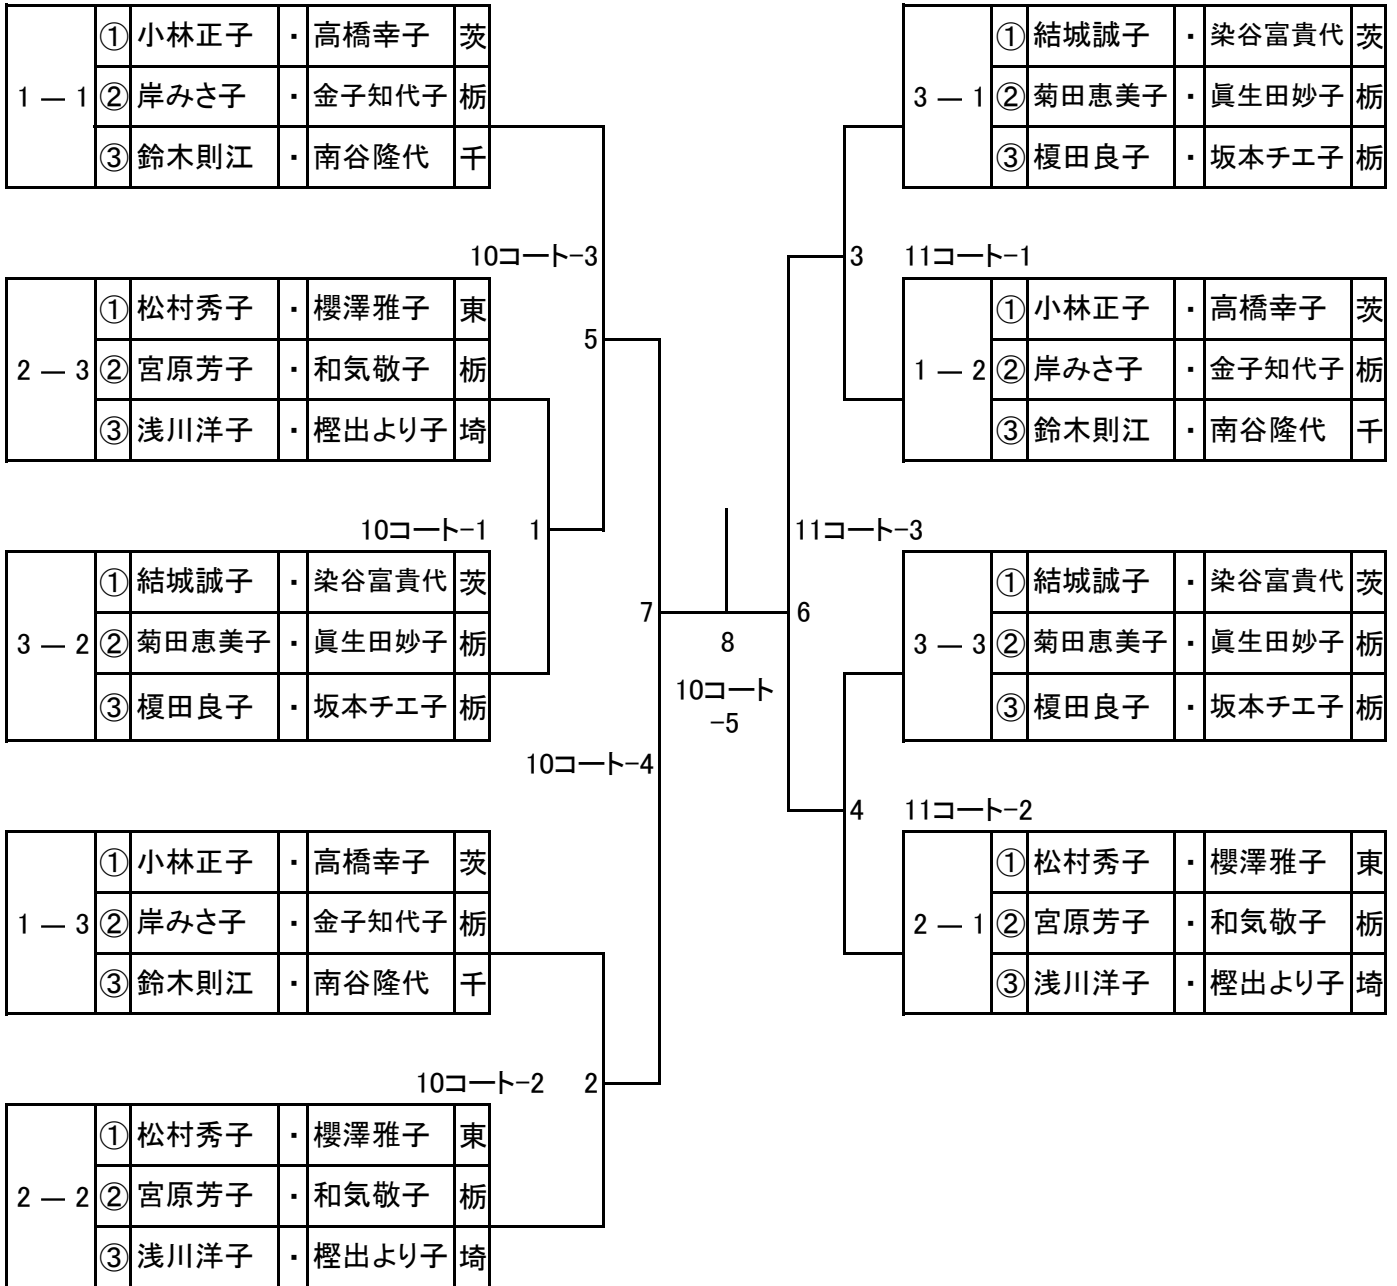 ① 小林正子 ・ 高橋幸子 茨
1 ― 1 ② 岸みさ子 ・ 金子知代子 栃
③ 鈴木則江 ・ 南谷隆代 千
10コート-3
① 松村秀子 ・ 櫻澤雅子 東
5
2 ― 3 ② 宮原芳子 ・ 和気敬子 栃
③ 浅川洋子 ・ 樫出より子 埼
10コート-1 1
① 結城誠子 ・ 染谷富貴代 茨
7
3 ― 2 ② 菊田恵美子 ・ 眞生田妙子 栃
③ 榎田良子 ・ 坂本チエ子 栃
10コート-4
① 小林正子 ・ 高橋幸子 茨
1 ― 3 ② 岸みさ子 ・ 金子知代子 栃
③ 鈴木則江 ・ 南谷隆代 千
10コート-2 2
① 松村秀子 ・ 櫻澤雅子 東
2 ― 2 ② 宮原芳子 ・ 和気敬子 栃
③ 浅川洋子 ・ 樫出より子 埼
8
10コート
-5
① 結城誠子 ・ 染谷富貴代 茨
3 ― 1 ② 菊田恵美子 ・ 眞生田妙子 栃
③ 榎田良子 ・ 坂本チエ子 栃
3 11コート-1
① 小林正子 ・ 高橋幸子 茨
1 ― 2 ② 岸みさ子 ・ 金子知代子 栃
③ 鈴木則江 ・ 南谷隆代 千
11コート-3
① 結城誠子 ・ 染谷富貴代 茨
6
3 ― 3 ② 菊田恵美子 ・ 眞生田妙子 栃
③ 榎田良子 ・ 坂本チエ子 栃
4 11コート-2
① 松村秀子 ・ 櫻澤雅子 東
2 ― 1 ② 宮原芳子 ・ 和気敬子 栃
③ 浅川洋子 ・ 樫出より子 埼